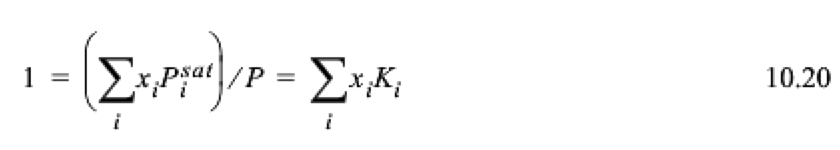 1 = (∑_i x_i P_i^{sat})/P = ∑_i x_i K_i 10.20